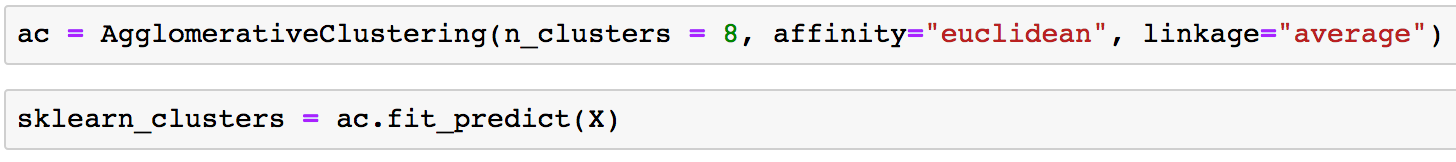 ac = AgglomerativeClustering(n_clusters = 8, affinity="euclidean", linkage="average")
sklearn_clusters = ac.fit_predict(X)